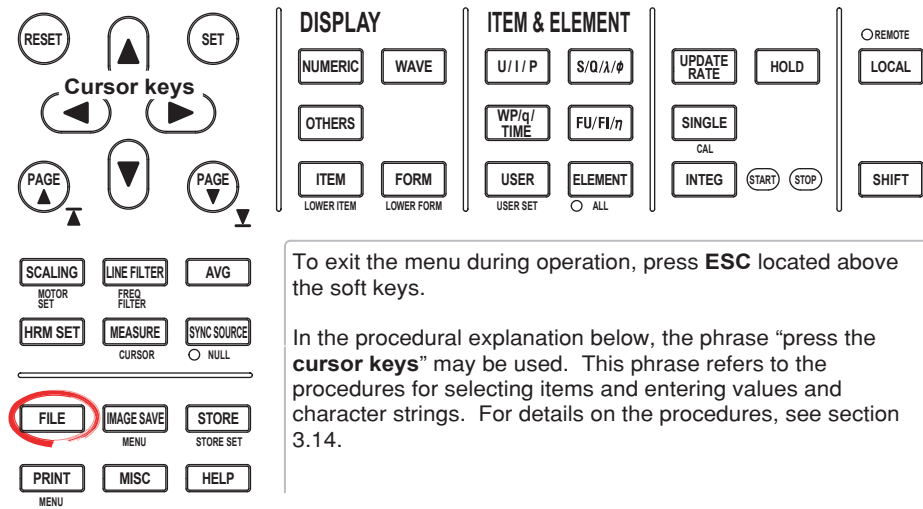 RESET
SET
Cursor keys
PAGE
PAGE
DISPLAY
NUMERIC
WAVE
OTHERS
ITEM
FORM
LOWER ITEM
LOWER FORM
ITEM & ELEMENT
U / I / P
S/Q/λ/ø
WP/q/
TIME
FU/FI/η
USER
ELEMENT
USER SET
ALL
UPDATE
RATE
HOLD
SINGLE
CAL
INTEG
START
STOP
REMOTE
LOCAL
SHIFT
SCALING
LINE FILTER
AVG
MOTOR
SET
FREQ
FILTER
HRM SET
MEASURE
SYNC SOURCE
CURSOR
NULL
FILE
IMAGE SAVE
STORE
MENU
STORE SET
PRINT
MISC
HELP
MENU
To exit the menu during operation, press ESC located above
the soft keys.
In the procedural explanation below, the phrase “press the
cursor keys” may be used. This phrase refers to the
procedures for selecting items and entering values and
character strings. For details on the procedures, see section
3.14.